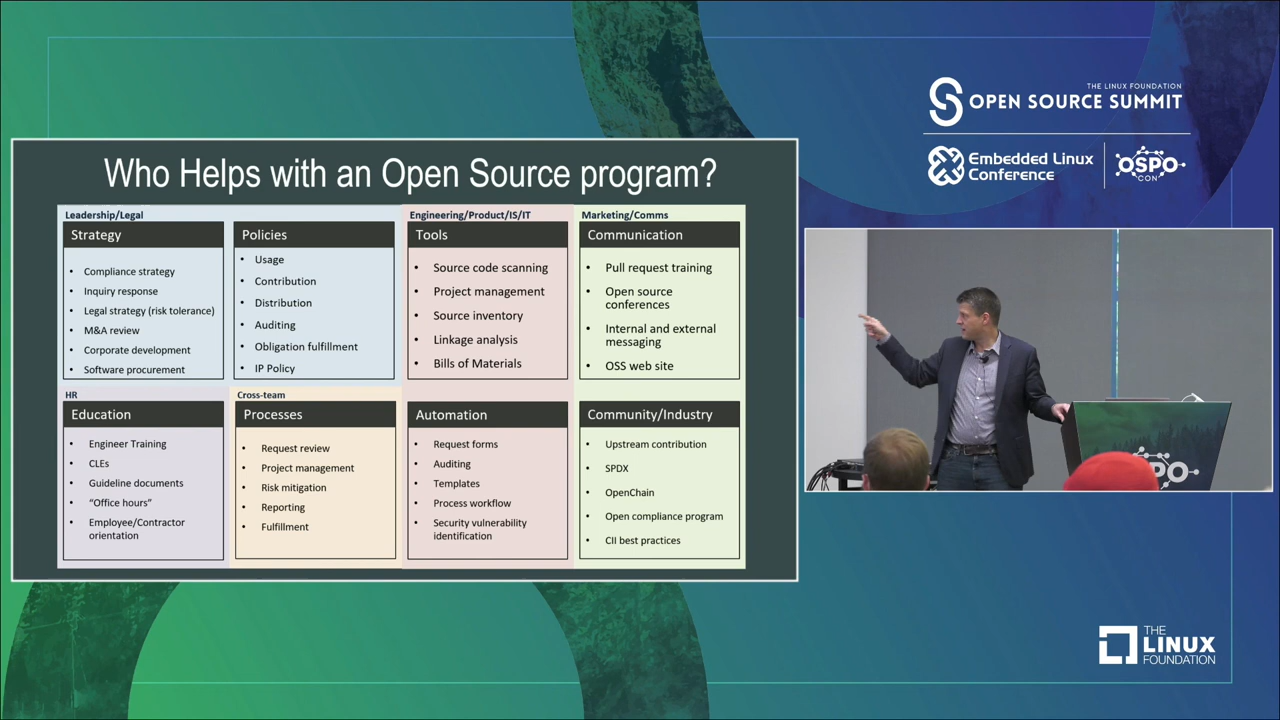 THE LINUX FOUNDATION
OPEN SOURCE SUMMIT
Embedded Linux
Conference
OSPO
CON
Who Helps with an Open Source program?
Leadership/Legal
Strategy
• Compliance strategy
• Inquiry response
• Legal strategy (risk tolerance)
• M&A review
• Corporate development
• Software procurement
Policies
• Usage
• Contribution
• Distribution
• Auditing
• Obligation fulfillment
• IP Policy
Engineering/Product/IS/IT
Tools
• Source code scanning
• Project management
• Source inventory
• Linkage analysis
• Bills of Materials
Marketing/Comms
Communication
• Pull request training
• Open source
conferences
• Internal and external
messaging
• OSS web site
HR
Education
• Engineer Training
• CLEs
• Guideline documents
• “Office hours”
• Employee/Contractor
orientation
Cross-team
Processes
• Request review
• Project management
• Risk mitigation
• Reporting
• Fulfillment
Automation
• Request forms
• Auditing
• Templates
• Process workflow
• Security vulnerability
identification
Community/Industry
• Upstream contribution
• SPDX
• OpenChain
• Open compliance program
• CII best practices
PO
THE
LINUX
FOUNDATION